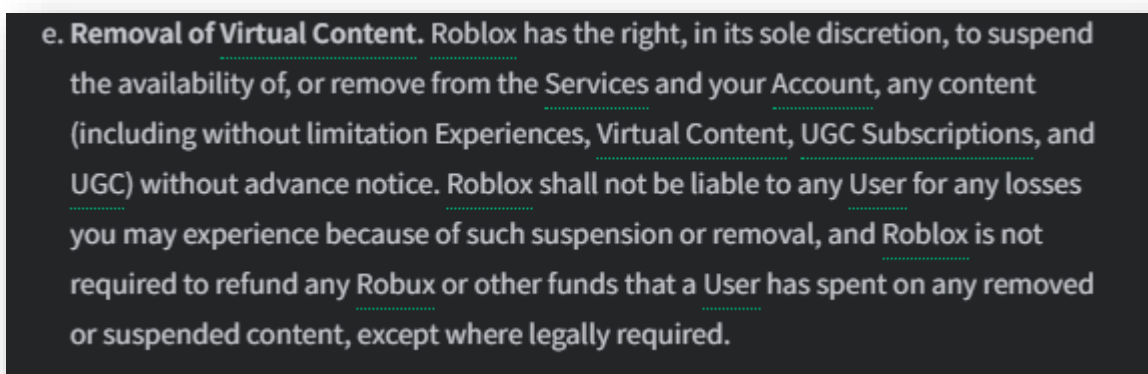 e. Removal of Virtual Content. Roblox has the right, in its sole discretion, to suspend
the availability of, or remove from the Services and your Account, any content
(including without limitation Experiences, Virtual Content, UGC Subscriptions, and
UGC) without advance notice. Roblox shall not be liable to any User for any losses
you may experience because of such suspension or removal, and Roblox is not
required to refund any Robux or other funds that a User has spent on any removed
or suspended content, except where legally required.